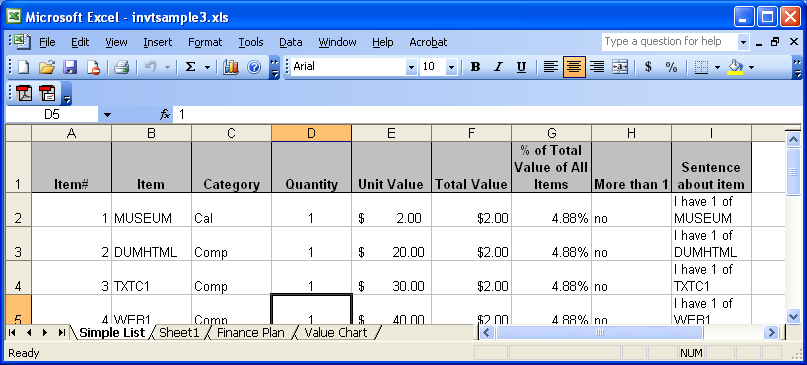 Microsoft Excel - invtsample3.xls
File Edit View Insert Format Tools Data Window Help Acrobat Type a question for help
Σ Arial 10 B I U $ %
D5 fx 1
A B C D E F G H I
1 Item# Item Category Quantity Unit Value Total Value % of Total Value of All Items More than 1 Sentence about item
2 1 MUSEUM Cal 1 $ 2.00 $2.00 4.88% no I have 1 of MUSEUM
3 2 DUMHTML Comp 1 $ 20.00 $2.00 4.88% no I have 1 of DUMHTML
4 3 TXTC1 Comp 1 $ 30.00 $2.00 4.88% no I have 1 of TXTC1
5 4 WEB1 Comp 1 $ 40.00 $2.00 4.88% no I have 1 of WEB1
Simple List Sheet1 Finance Plan Value Chart
Ready NUM